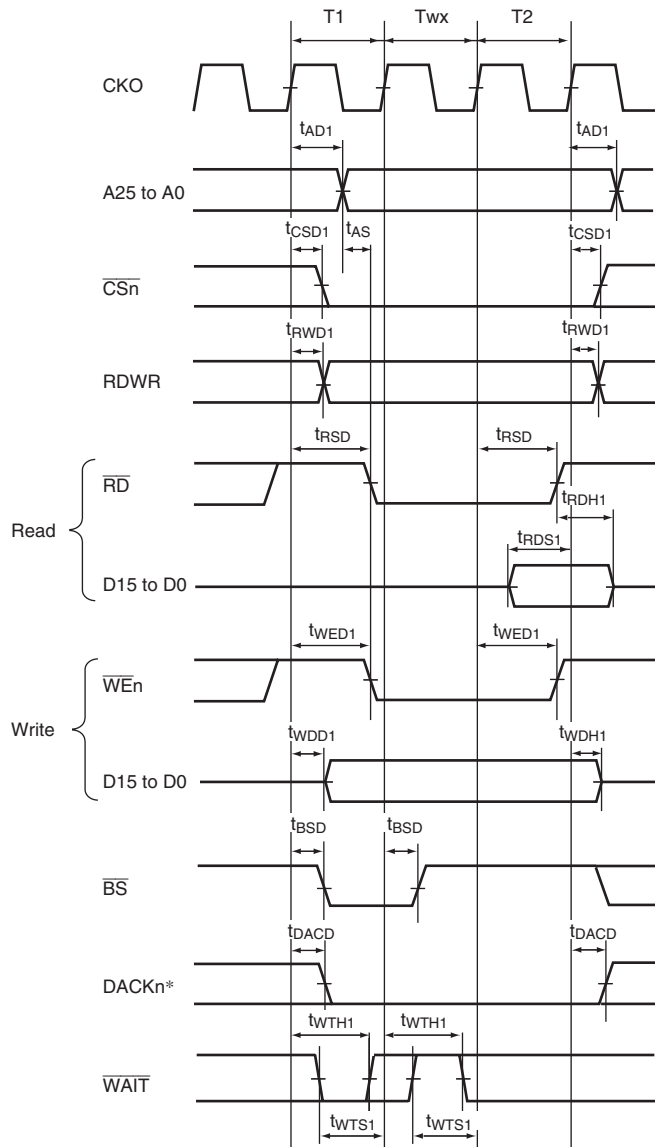 T1 Twx T2
CKO
tAD1 tAD1
A25 to A0
tCSD1 tAS tCSD1
CSn
tRWD1 tRWD1
RDWR
tRSD tRSD
RD
tRDH1
Read
tRDS1
D15 to D0
tWED1 tWED1
WEn
Write
tWDD1 tWDH1
D15 to D0
tBSD tBSD
BS
tDACD tDACD
DACKn*
tWTH1 tWTH1
WAIT
tWTS1 tWTS1